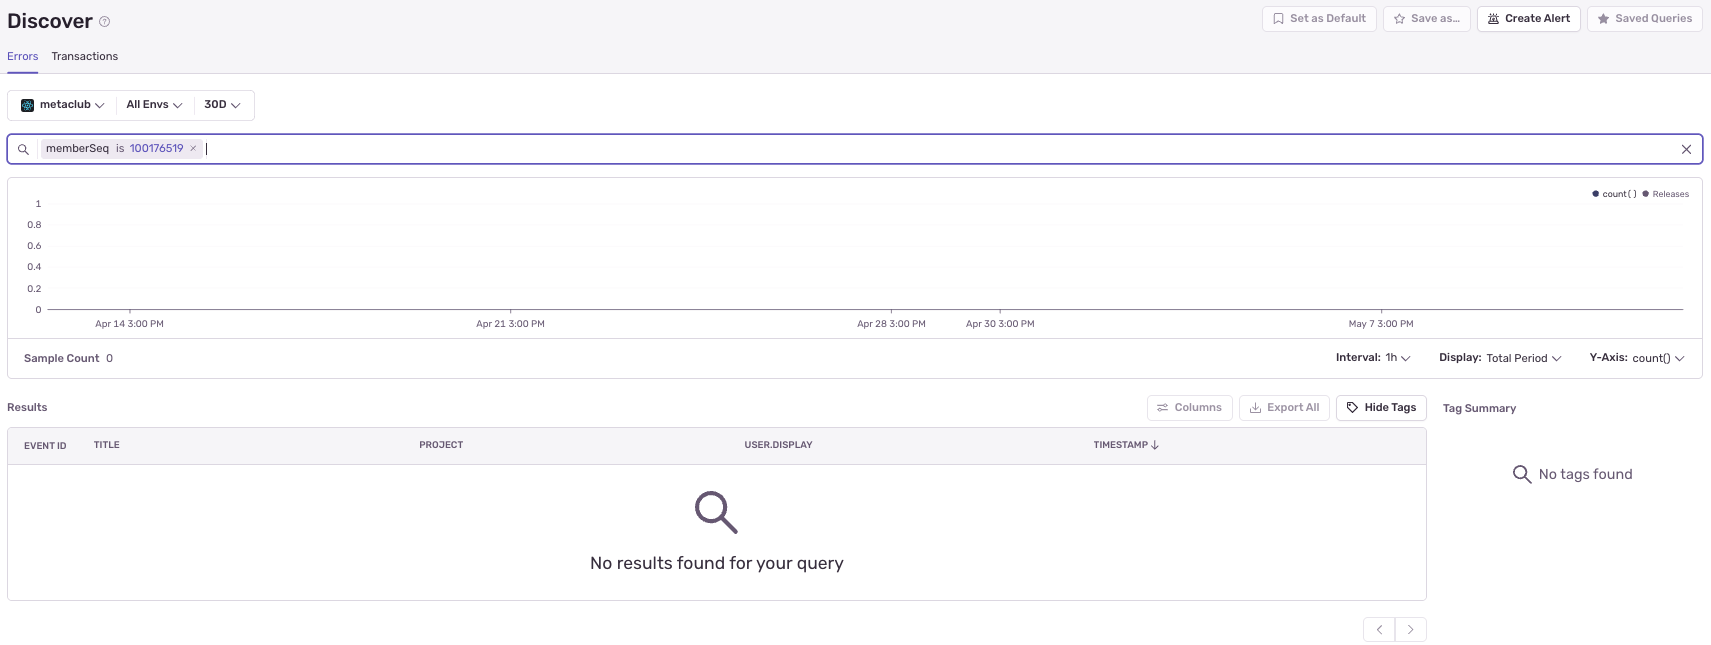 Discover
Set as Default
Save as...
Create Alert
Saved Queries
Errors
Transactions
metaclub
All Envs
30D
memberSeq is 100176519
count()
Releases
1
0.8
0.6
0.4
0.2
0
Apr 14 3:00 PM
Apr 21 3:00 PM
Apr 28 3:00 PM
Apr 30 3:00 PM
May 7 3:00 PM
Sample Count 0
Interval: 1h
Display: Total Period
Y-Axis: count()
Results
Columns
Export All
Hide Tags
Tag Summary
EVENT ID
TITLE
PROJECT
USER.DISPLAY
TIMESTAMP
No tags found
No results found for your query